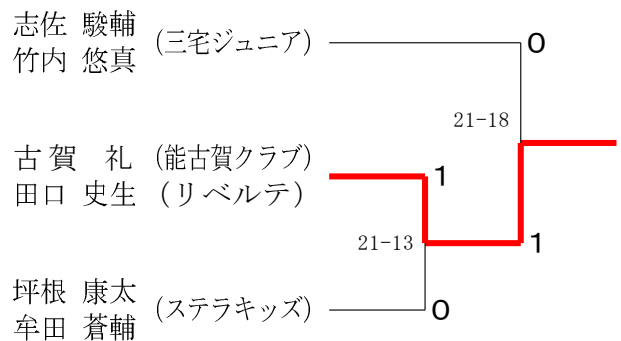 志佐 駿輔
竹内 悠真
(三宅ジュニア)
0
21-18
古賀 礼 (能古賀クラブ)
田口 史生 (リベルテ)
1
21-13
1
坪根 康太
牟田 蒼輔
(ステラキッズ)
0